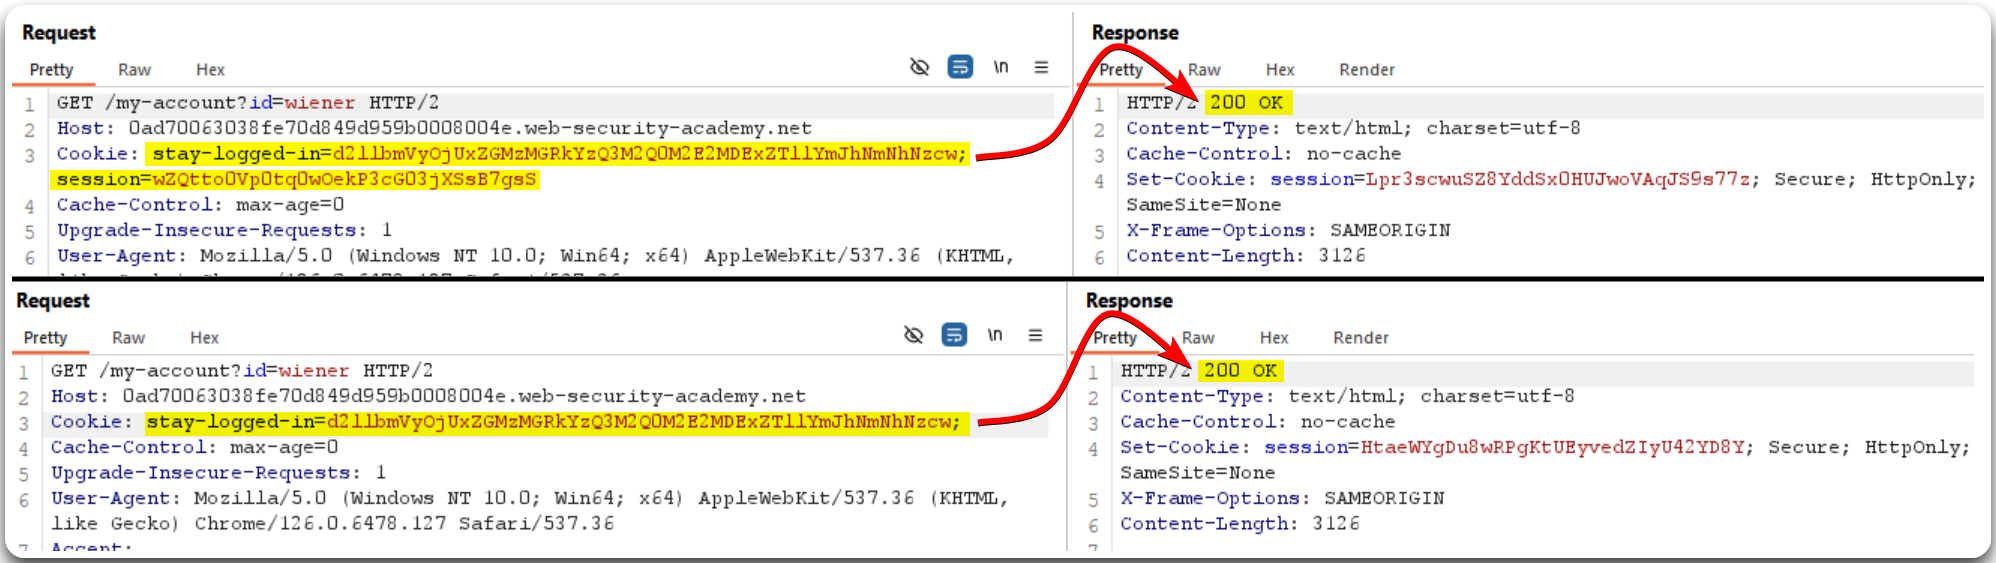 Request
Pretty Raw Hex \n
1 GET /my-account?id=wiener HTTP/2
2 Host: 0ad70063038fe70d849d959b0008004e.web-security-academy.net
3 Cookie: stay-logged-in=d2llbmVyOjUxZGMzMGRkYzQ3M2Q0M2E2MDExZTllYmJhNmNhNzcw;
session=wZQtto0Vp0tq0wOekP3cG03jXSsB7gsS
4 Cache-Control: max-age=0
5 Upgrade-Insecure-Requests: 1
6 User-Agent: Mozilla/5.0 (Windows NT 10.0; Win64; x64) AppleWebKit/537.36 (KHTML,
Response
Pretty Raw Hex Render
1 HTTP/2 200 OK
2 Content-Type: text/html; charset=utf-8
3 Cache-Control: no-cache
4 Set-Cookie: session=Lpr3scwuSZ8YddSx0HUJwoVAqJS9s77z; Secure; HttpOnly;
SameSite=None
5 X-Frame-Options: SAMEORIGIN
6 Content-Length: 3126
Request
Pretty Raw Hex \n
1 GET /my-account?id=wiener HTTP/2
2 Host: 0ad70063038fe70d849d959b0008004e.web-security-academy.net
3 Cookie: stay-logged-in=d2llbmVyOjUxZGMzMGRkYzQ3M2Q0M2E2MDExZTllYmJhNmNhNzcw;
4 Cache-Control: max-age=0
5 Upgrade-Insecure-Requests: 1
6 User-Agent: Mozilla/5.0 (Windows NT 10.0; Win64; x64) AppleWebKit/537.36 (KHTML,
like Gecko) Chrome/126.0.6478.127 Safari/537.36
Response
Pretty Raw Hex Render
1 HTTP/2 200 OK
2 Content-Type: text/html; charset=utf-8
3 Cache-Control: no-cache
4 Set-Cookie: session=HtaeWYgDu8wRPgKtUEyvedZIyU42YD8Y; Secure; HttpOnly;
SameSite=None
5 X-Frame-Options: SAMEORIGIN
6 Content-Length: 3126
7